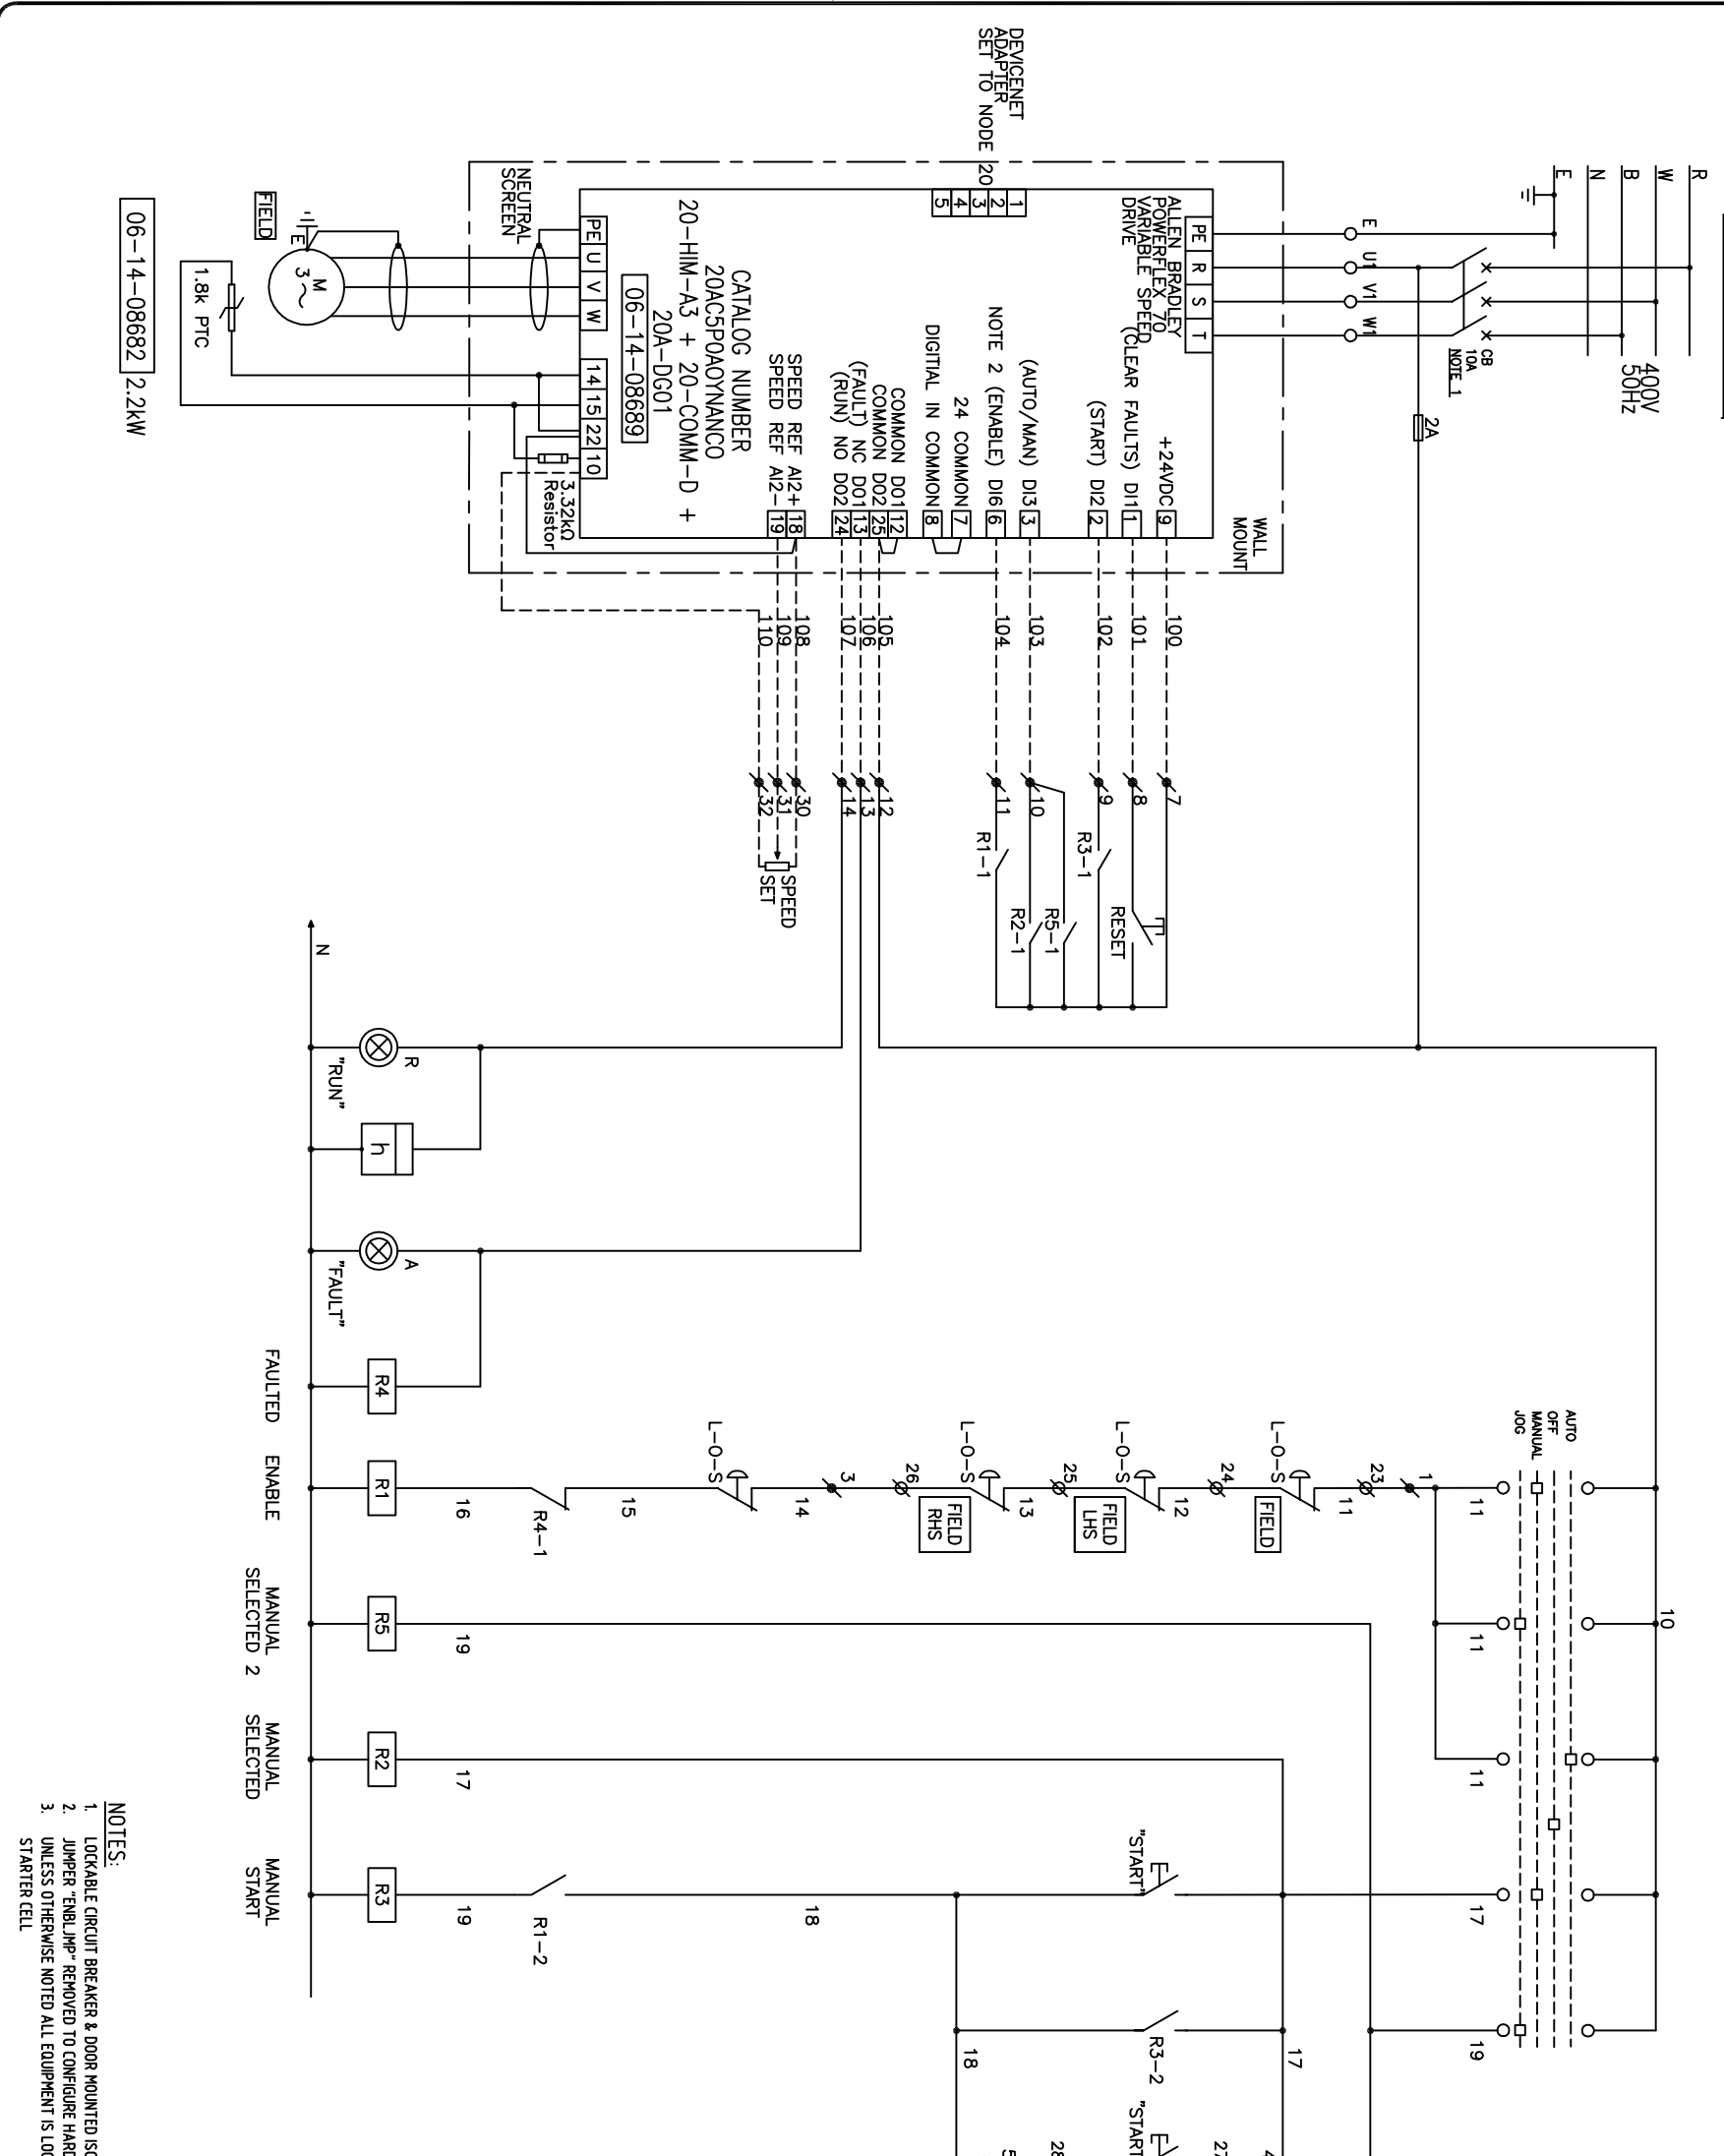 R
W
B
N
E
400V
50Hz
CB
10A
NOTE 1
2A
E
U1
V1
W1
DEVICENET
ADAPTER
SET TO NODE 20
WALL
MOUNT
PE
R
S
T
ALLEN BRADLEY
POWERFLEX 70
VARIABLE SPEED
DRIVE
1
2
3
4
5
+24VDC
9
(CLEAR FAULTS) DI1
1
(START) DI2
2
(AUTO/MAN) DI3
3
NOTE 2 (ENABLE) DI6
6
24 COMMON
7
DIGITIAL IN COMMON
8
COMMON DO1
12
COMMON DO2
25
(FAULT) NC DO1
13
(RUN) NO DO2
24
SPEED REF AI2+
18
SPEED REF AI2-
19
CATALOG NUMBER
20AC5P0AOYNANCO
20-HIM-A3 + 20-COMM-D +
20A-DG01
06-14-08689
NEUTRAL
SCREEN
PE
U
V
W
14
15
22
10
3.32kΩ
Resistor
FIELD
E
M
3
1.8k PTC
06-14-08682
2.2kW
100
101
102
103
104
105
106
107
108
109
110
7
8
9
10
11
12
13
14
30
31
32
SPEED
SET
RESET
R3-1
R5-1
R2-1
R1-1
N
R
"RUN"
h
A
"FAULT"
R4
FAULTED
AUTO
OFF
MANUAL
JOG
10
11
1
23
11
L-O-S
FIELD
24
12
L-O-S
FIELD
LHS
25
13
L-O-S
FIELD
RHS
26
3
14
L-O-S
15
R4-1
16
R1
ENABLE
11
19
R5
MANUAL
SELECTED 2
11
17
R2
MANUAL
SELECTED
17
"START"
18
R1-2
19
R3
MANUAL
START
19
17
R3-2
18
"START
28
NOTES:
1. LOCKABLE CIRCUIT BREAKER & DOOR MOUNTED
2. JUMPER "ENBL.JMP" REMOVED TO CONFIGURE
3. UNLESS OTHERWISE NOTED ALL EQUIPMENT IS
STARTER CELL